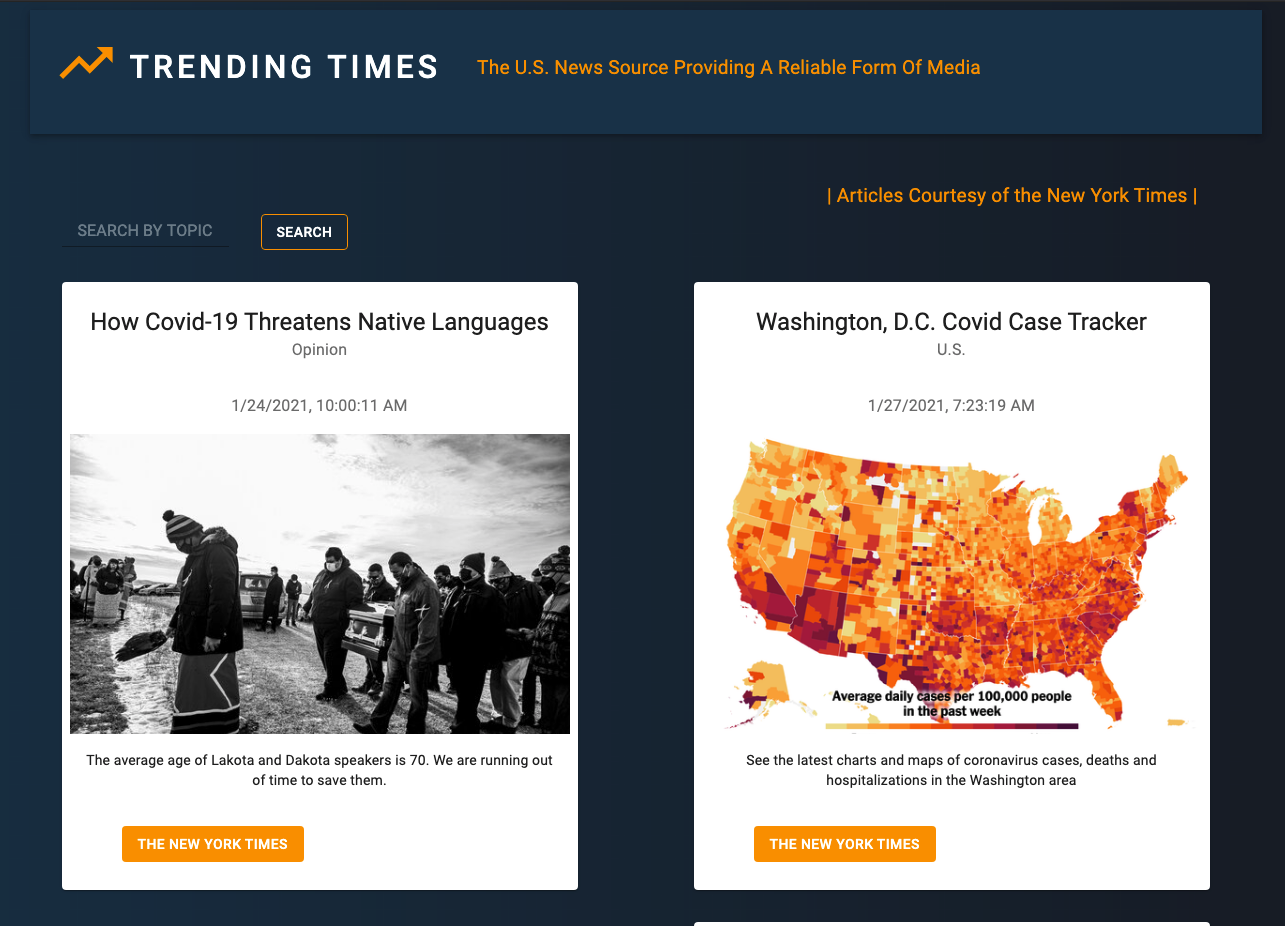 TRENDING TIMES
The U.S. News Source Providing A Reliable Form Of Media
| Articles Courtesy of the New York Times |
SEARCH BY TOPIC
SEARCH
How Covid-19 Threatens Native Languages
Opinion
1/24/2021, 10:00:11 AM
The average age of Lakota and Dakota speakers is 70. We are running out
of time to save them.
THE NEW YORK TIMES
Washington, D.C. Covid Case Tracker
U.S.
1/27/2021, 7:23:19 AM
Average daily cases per 100,000 people
in the past week
See the latest charts and maps of coronavirus cases, deaths and
hospitalizations in the Washington area
THE NEW YORK TIMES